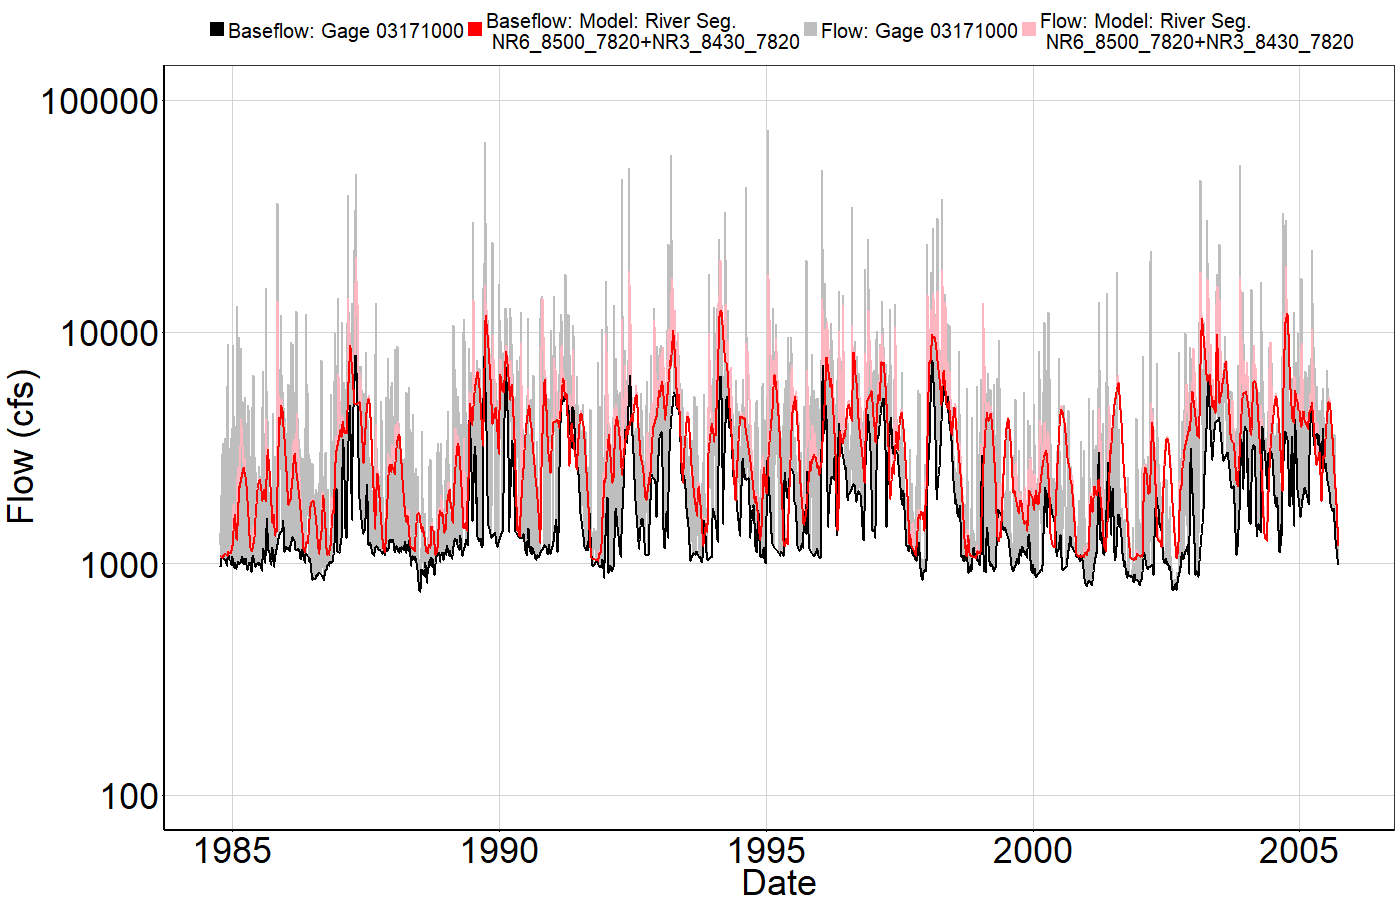 Baseflow: Gage 03171000
Baseflow: Model: River Seg.
NR6_8500_7820+NR3_8430_7820
Flow: Gage 03171000
Flow: Model: River Seg.
NR6_8500_7820+NR3_8430_7820
100000
10000
1000
100
Flow (cfs)
1985
1990
1995
2000
2005
Date